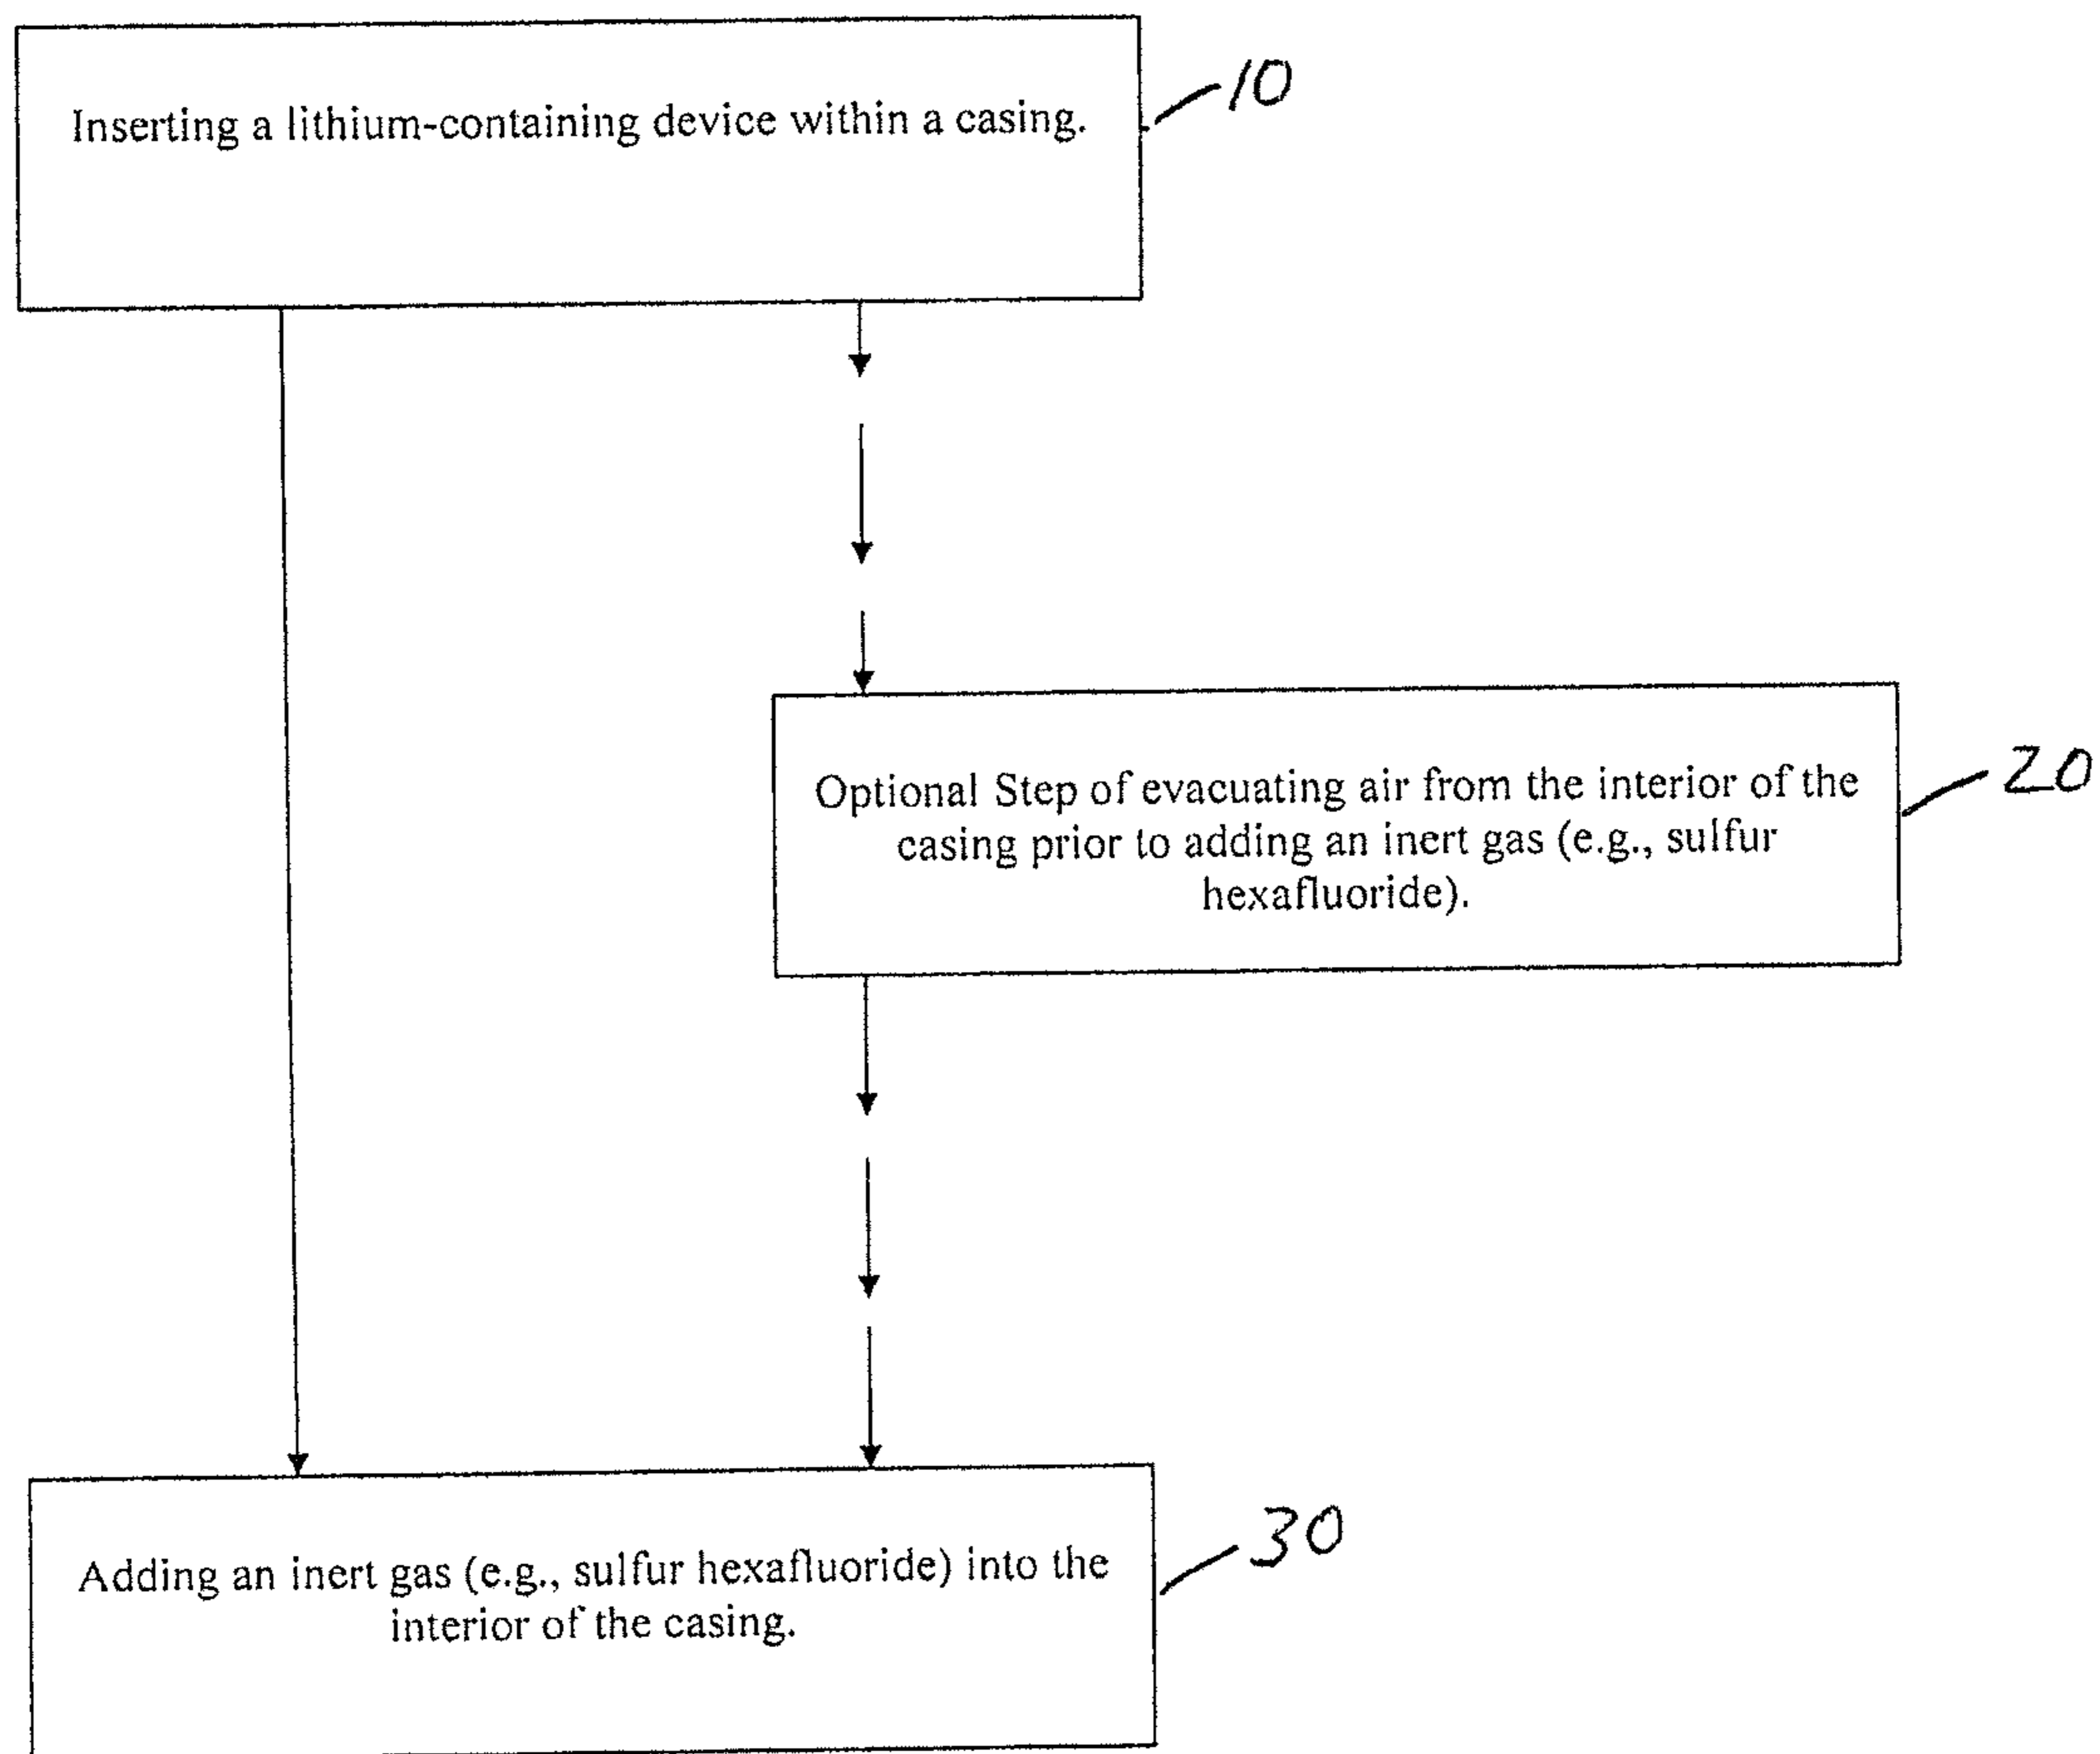 Inserting a lithium-containing device within a casing.
10
Optional Step of evacuating air from the interior of the
casing prior to adding an inert gas (e.g., sulfur
hexafluoride).
20
Adding an inert gas (e.g., sulfur hexafluoride) into the
interior of the casing.
30